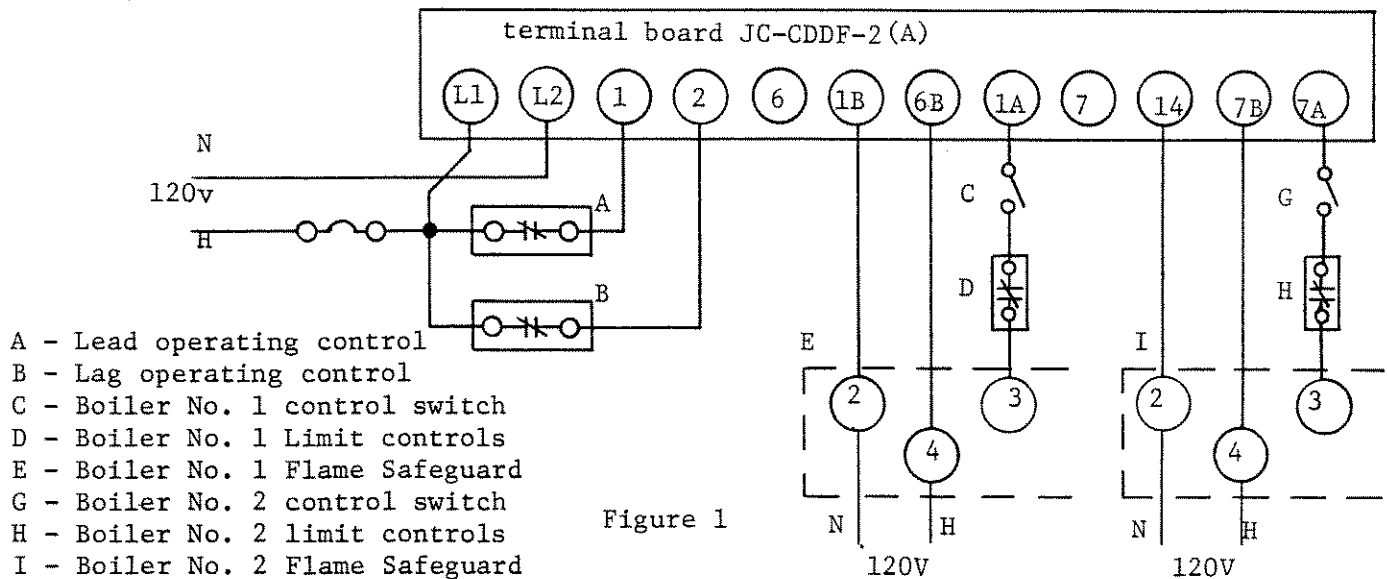 terminal board JC-CDDF-2(A)
L1 L2 1 2 6 1B 6B 1A 7 14 7B 7A
N
120v
H
A
B
C
D
G
H
E
I
2
3
4
2
3
4
A - Lead operating control
B - Lag operating control
C - Boiler No. 1 control switch
D - Boiler No. 1 Limit controls
E - Boiler No. 1 Flame Safeguard
G - Boiler No. 2 control switch
H - Boiler No. 2 limit controls
I - Boiler No. 2 Flame Safeguard
Figure 1
N H
120V
N H
120V